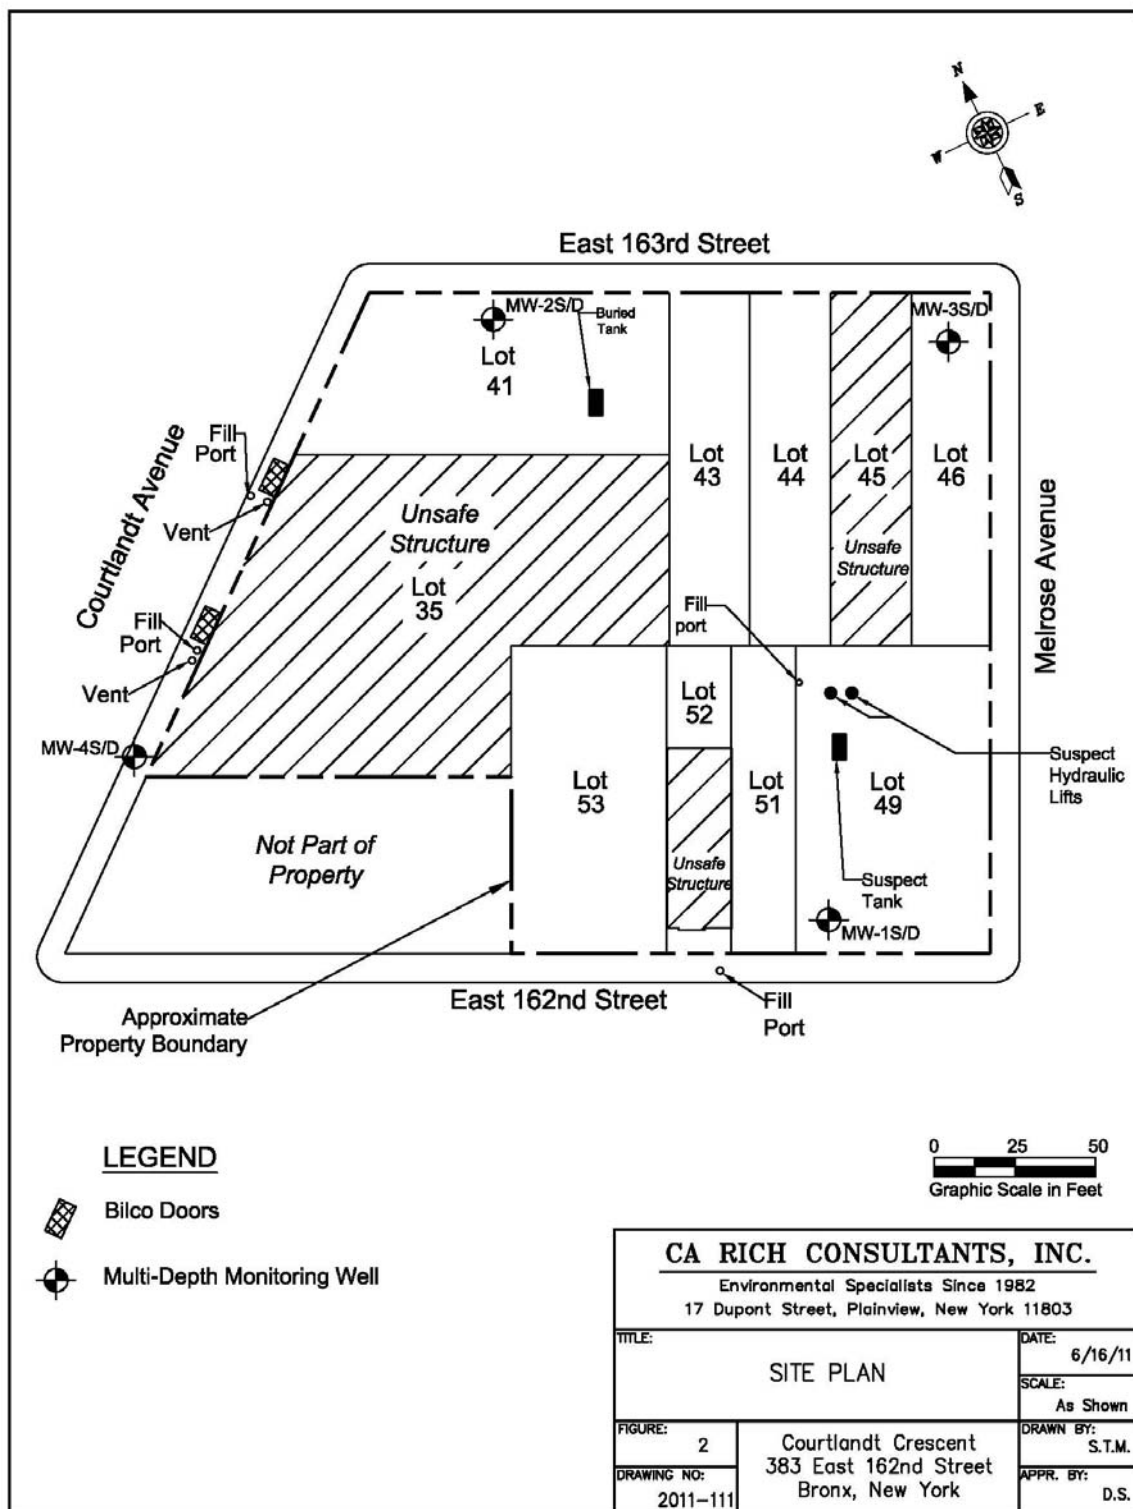 N
E
W
S
East 163rd Street
MW-2S/D
Buried
Tank
MW-3S/D
Lot
41
Fill
Port
Courtlandt Avenue
Vent
Unsafe
Structure
Lot
35
Lot
43
Lot
44
Lot
45
Lot
46
Unsafe
Structure
Melrose Avenue
Fill
Port
Vent
Fill
port
Lot
52
MW-4S/D
Suspect
Hydraulic
Lifts
Lot
53
Lot
51
Lot
49
Not Part of
Property
Unsafe
Structure
Suspect
Tank
MW-1S/D
East 162nd Street
Fill
Port
Approximate
Property Boundary
LEGEND
Bilco Doors
Multi-Depth Monitoring Well
0 25 50
Graphic Scale in Feet
CA RICH CONSULTANTS, INC.
Environmental Specialists Since 1982
17 Dupont Street, Plainview, New York 11803
TITLE:
SITE PLAN
DATE:
6/16/11
SCALE:
As Shown
FIGURE:
2
DRAWING NO:
2011-111
Courtlandt Crescent
383 East 162nd Street
Bronx, New York
DRAWN BY:
S.T.M.
APPR. BY:
D.S.